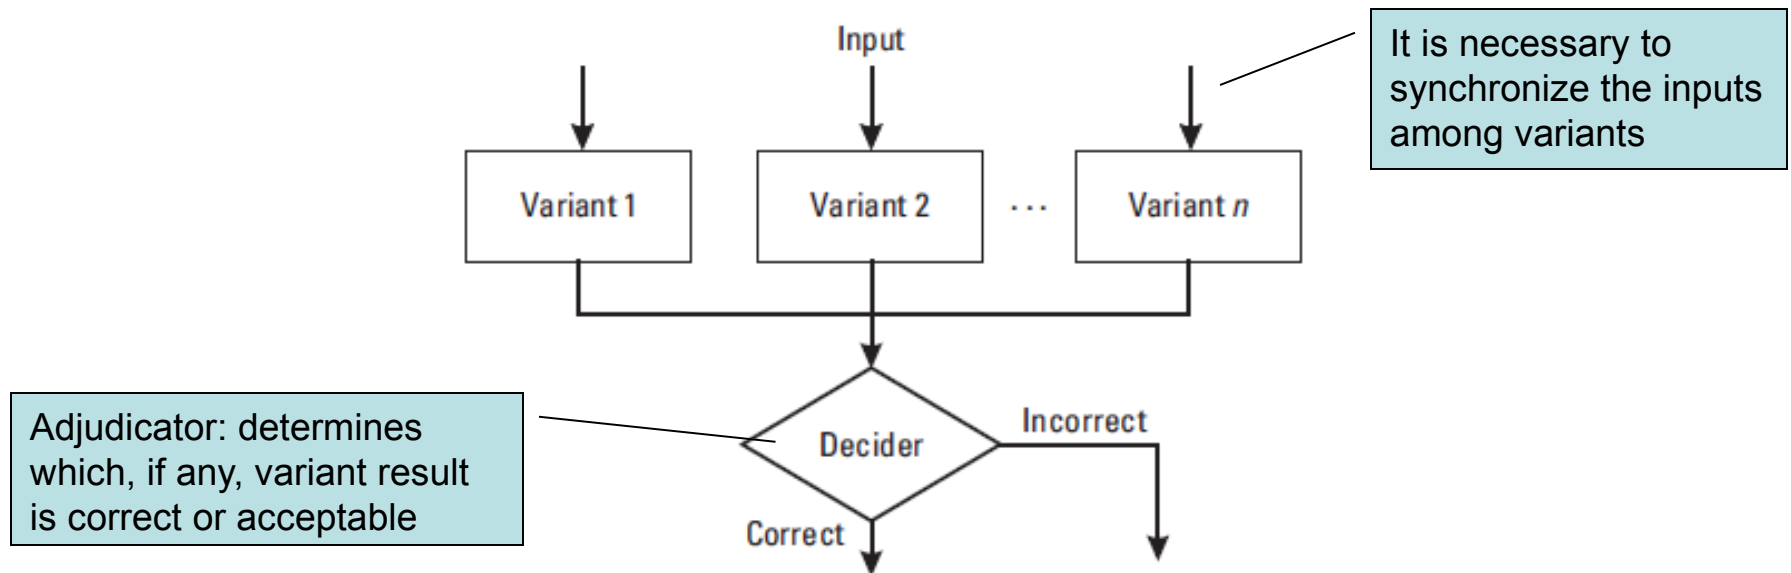 Input
It is necessary to
synchronize the inputs
among variants
Variant 1
Variant 2
...
Variant n
Adjudicator: determines
which, if any, variant result
is correct or acceptable
Decider
Incorrect
Correct